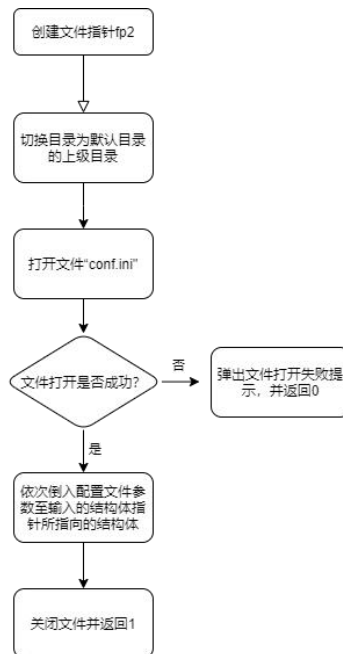 创建文件指针fp2
切换目录为默认目录
的上级目录
打开文件“conf.ini”
文件打开是否成功?
否
弹出文件打开失败提
示，并返回0
是
依次倒入配置文件参
数至输入的结构体指
针所指向的结构体
关闭文件并返回1